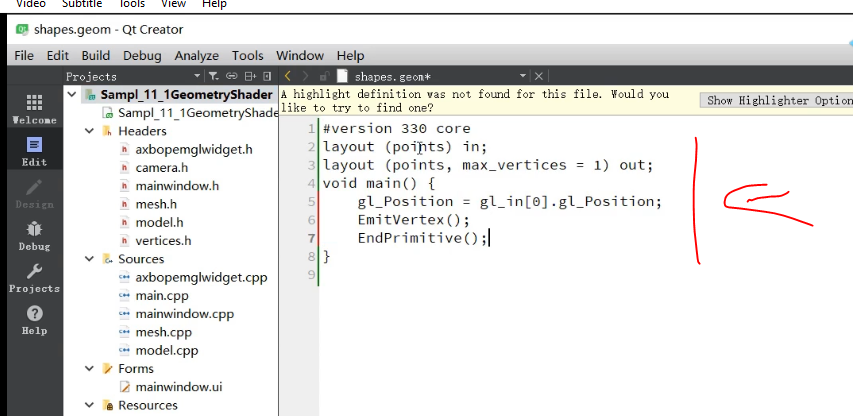 Video Subtitle Tools View Help
shapes.geom - Qt Creator
File Edit Build Debug Analyze Tools Window Help
Projects
shapes.geom*
Welcome
Edit
Design
Debug
Projects
Help
Sampl_11_1GeometryShader
Sampl_11_1GeometryShade
Headers
axbopemglwidget.h
camera.h
mainwindow.h
mesh.h
model.h
vertices.h
Sources
axbopemglwidget.cpp
main.cpp
mainwindow.cpp
mesh.cpp
model.cpp
Forms
mainwindow.ui
Resources
A highlight definition was not found for this file. Would you
like to try to find one?
Show Highlighter Option
1 #version 330 core
2 layout (points) in;
3 layout (points, max_vertices = 1) out;
4 void main() {
5 gl_Position = gl_in[0].gl_Position;
6 EmitVertex();
7 EndPrimitive();
8 }
9